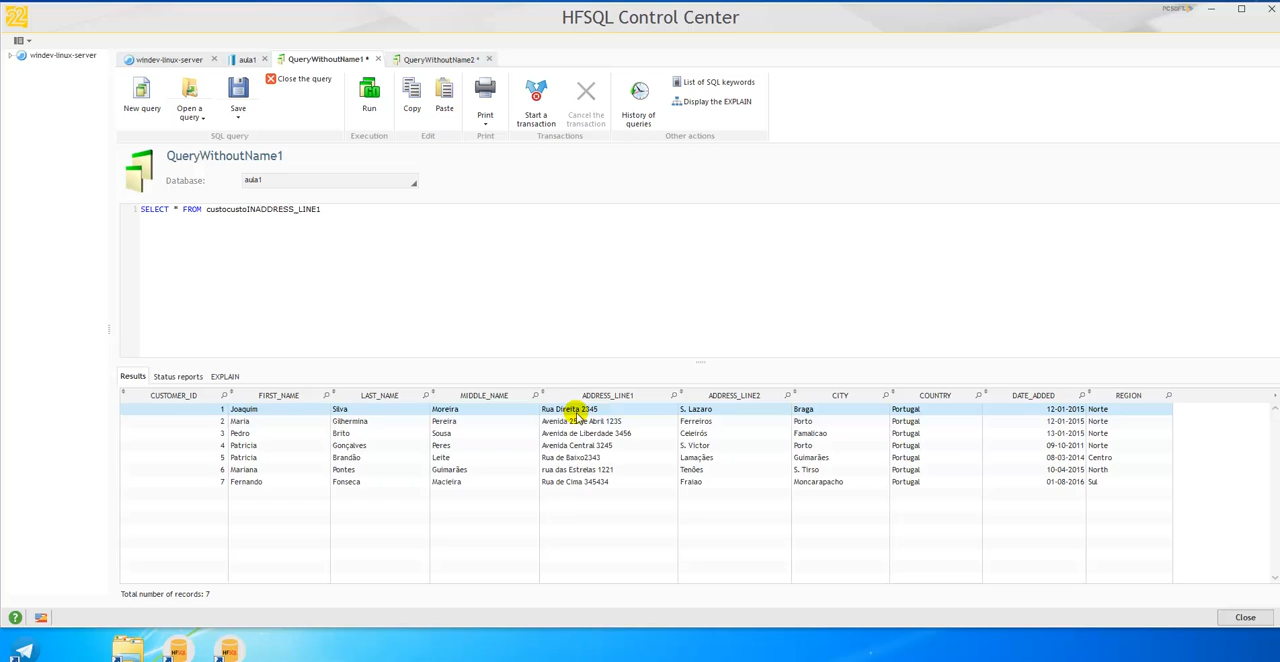 HFSQL Control Center
PCSOFT
windev-linux-server
windev-linux-server aula1 QueryWithoutName1 * QueryWithoutName2 *
New query Open a query Save Close the query Run Copy Paste Print Start a transaction Cancel the transaction History of queries List of SQL keywords
Display the EXPLAIN
SQL query Execution Edit Print Transactions Other actions
QueryWithoutName1
Database: aula1
1 SELECT * FROM custocustoINADDRESS_LINE1
Results Status reports EXPLAIN
CUSTOMER_ID FIRST_NAME LAST_NAME MIDDLE_NAME ADDRESS_LINE1 ADDRESS_LINE2 CITY COUNTRY DATE_ADDED REGION
1 Joaquim Silva Moreira Rua Direita 2345 S. Lazaro Braga Portugal 12-01-2015 Norte
2 Maria Gilhermina Pereira Avenida 25 de Abril 1235 Ferreiros Porto Portugal 12-01-2015 Norte
3 Pedro Brito Sousa Avenida de Liberdade 3456 Celeirós Famalicao Portugal 13-01-2015 Norte
4 Patricia Gonçalves Peres Avenida Central 3245 S. Victor Porto Portugal 09-10-2011 Norte
5 Patricia Brandão Leite Rua de Baixo2343 Lamaçães Guimarães Portugal 08-03-2014 Centro
6 Mariana Pontes Guimarães rua das Estrelas 1221 Tenões S. Tirso Portugal 10-04-2015 North
7 Fernando Fonseca Macieira Rua de Cima 345434 Fraiao Moncarapacho Portugal 01-08-2016 Sul
Total number of records: 7
Close
HFSQL HFSQL